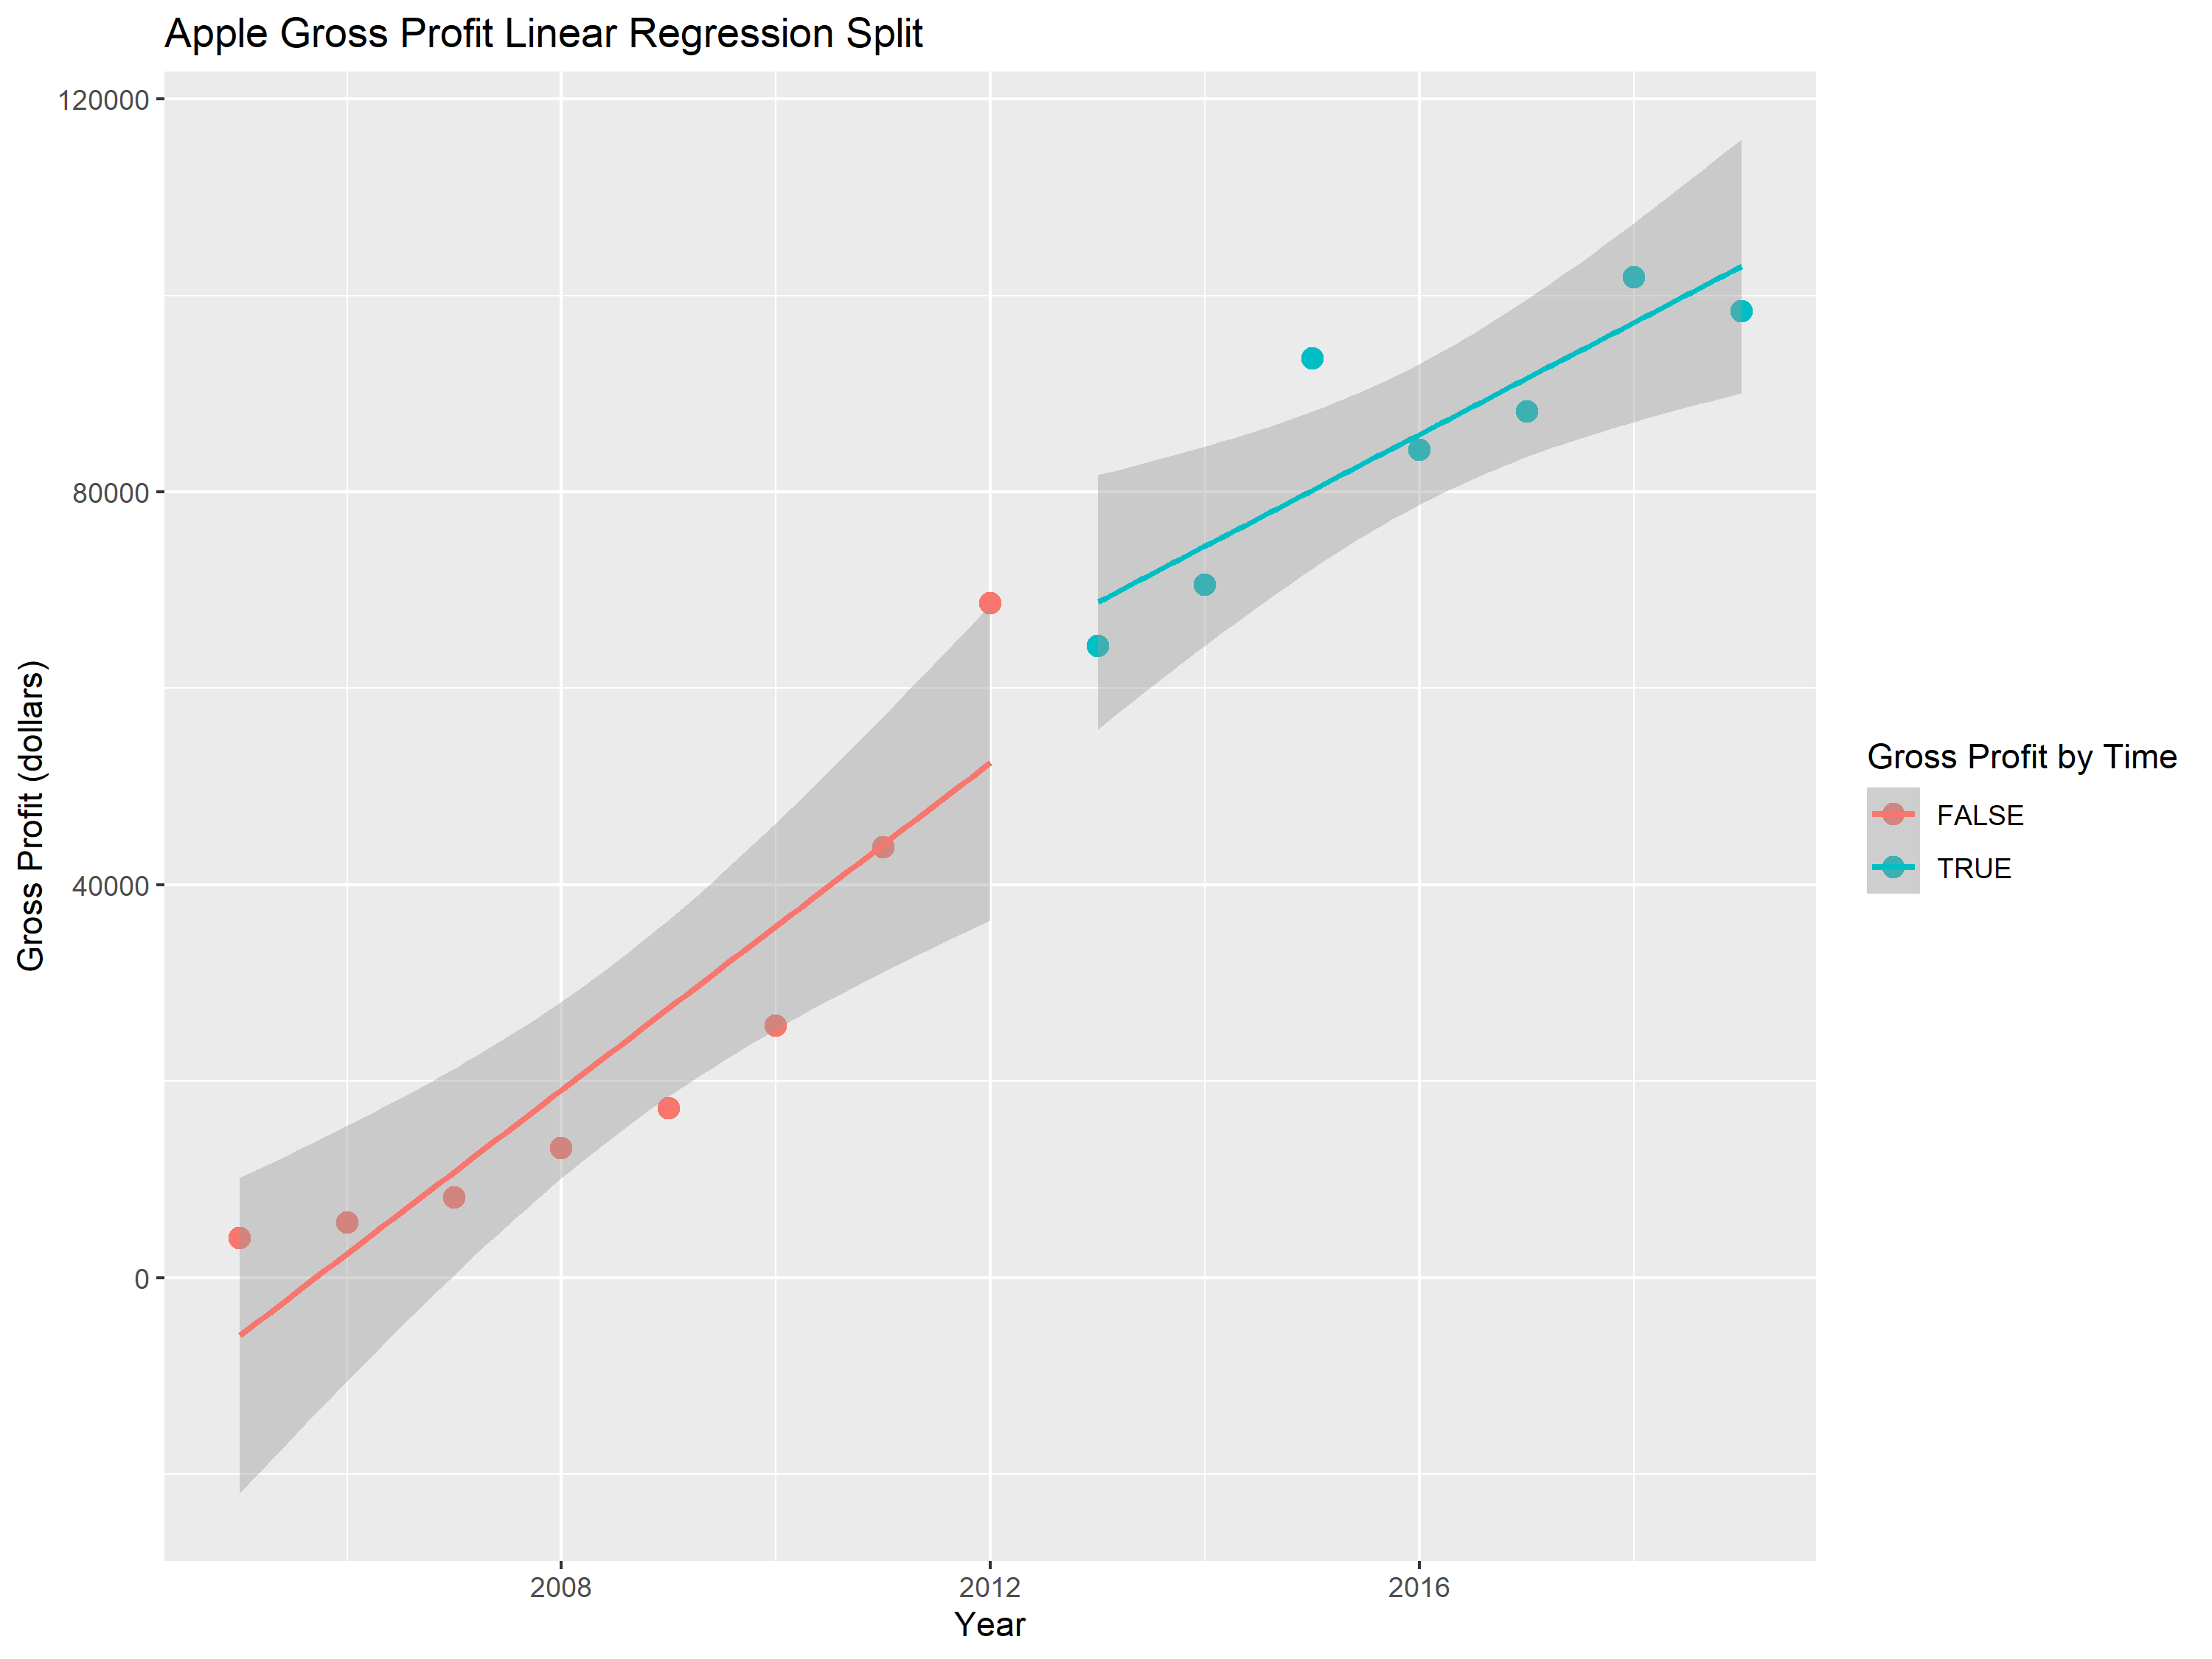 Apple Gross Profit Linear Regression Split
120000
80000
40000
0
Gross Profit (dollars)
2008
2012
2016
Year
Gross Profit by Time
FALSE
TRUE